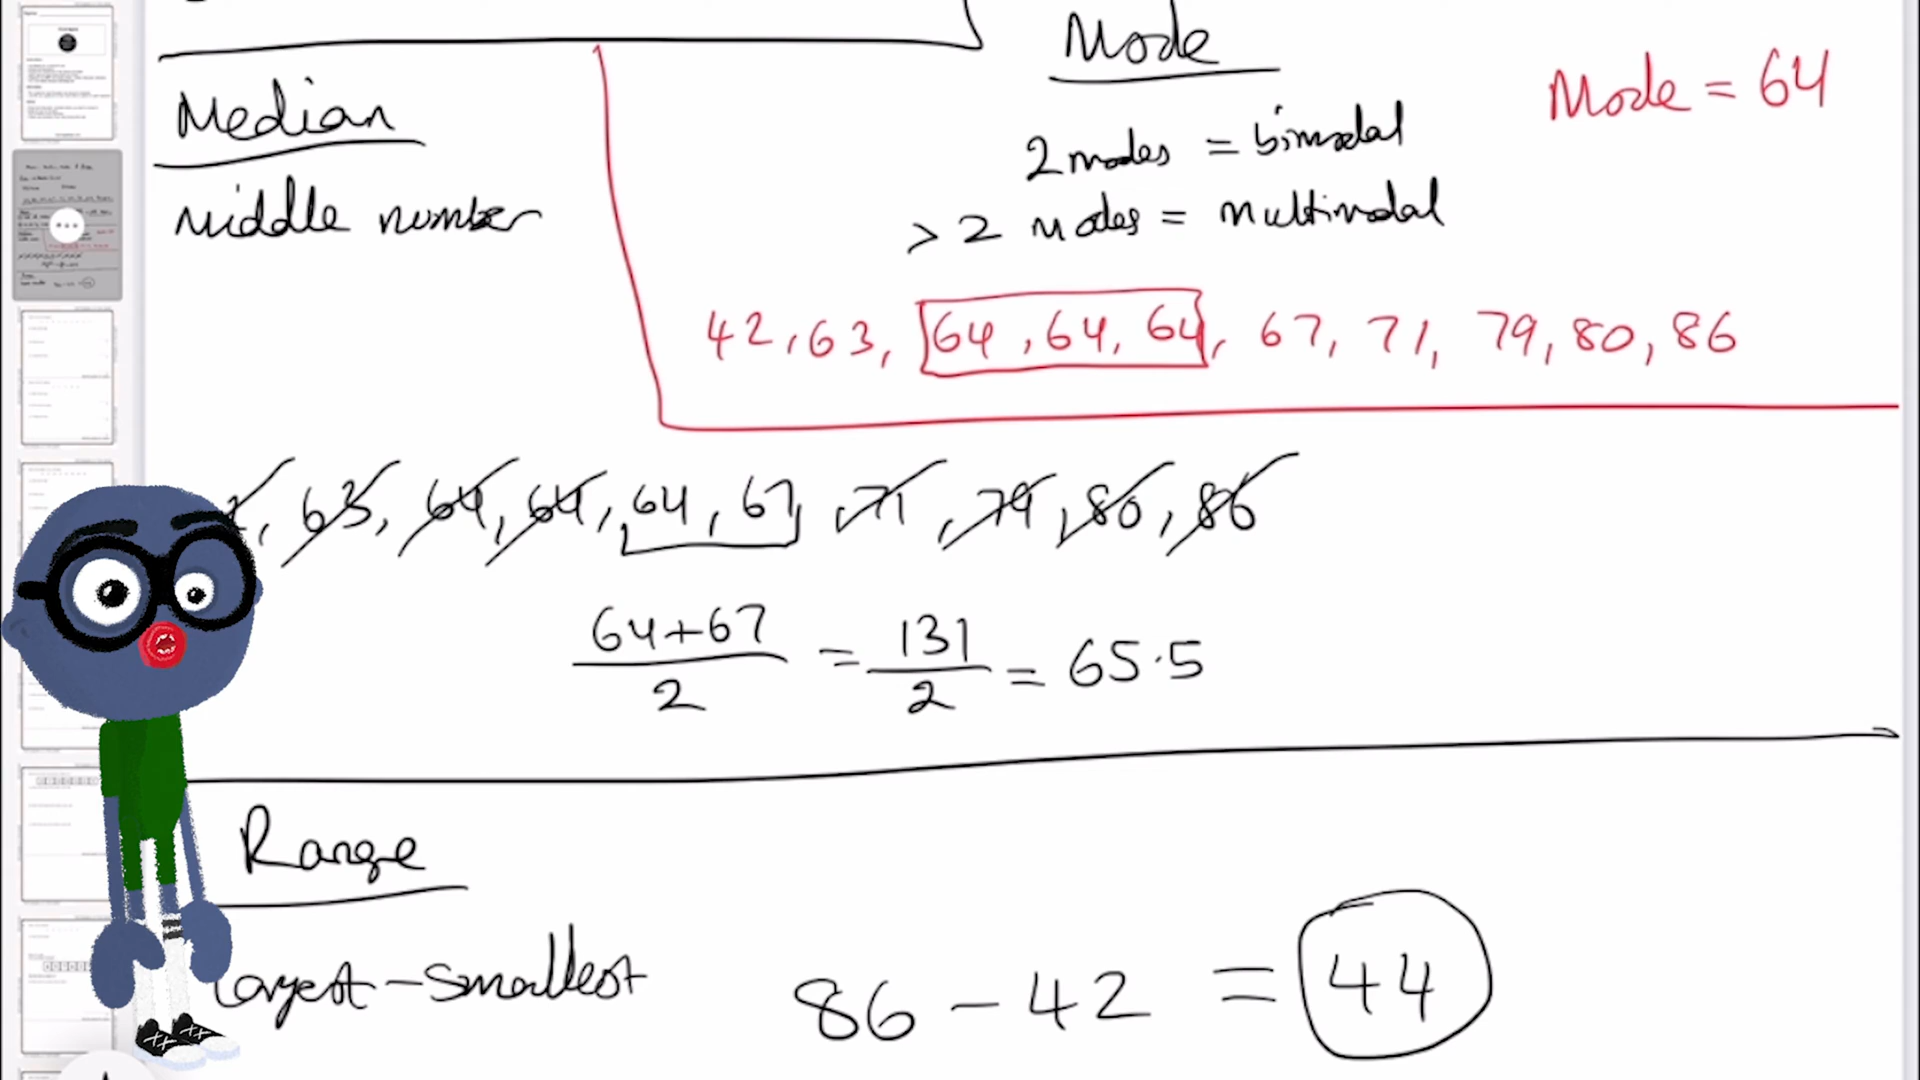 Mode
Mode = 64
Median
2 modes = bimodal
middle number
> 2 modes = multimodal
42, 63, 64, 64, 64, 67, 71, 79, 80, 86
, 63, 64, 64, 64, 67, 71, 79, 80, 86
64+67
2
= 131
2
= 65.5
Range
Largest - smallest
86 - 42 = 44